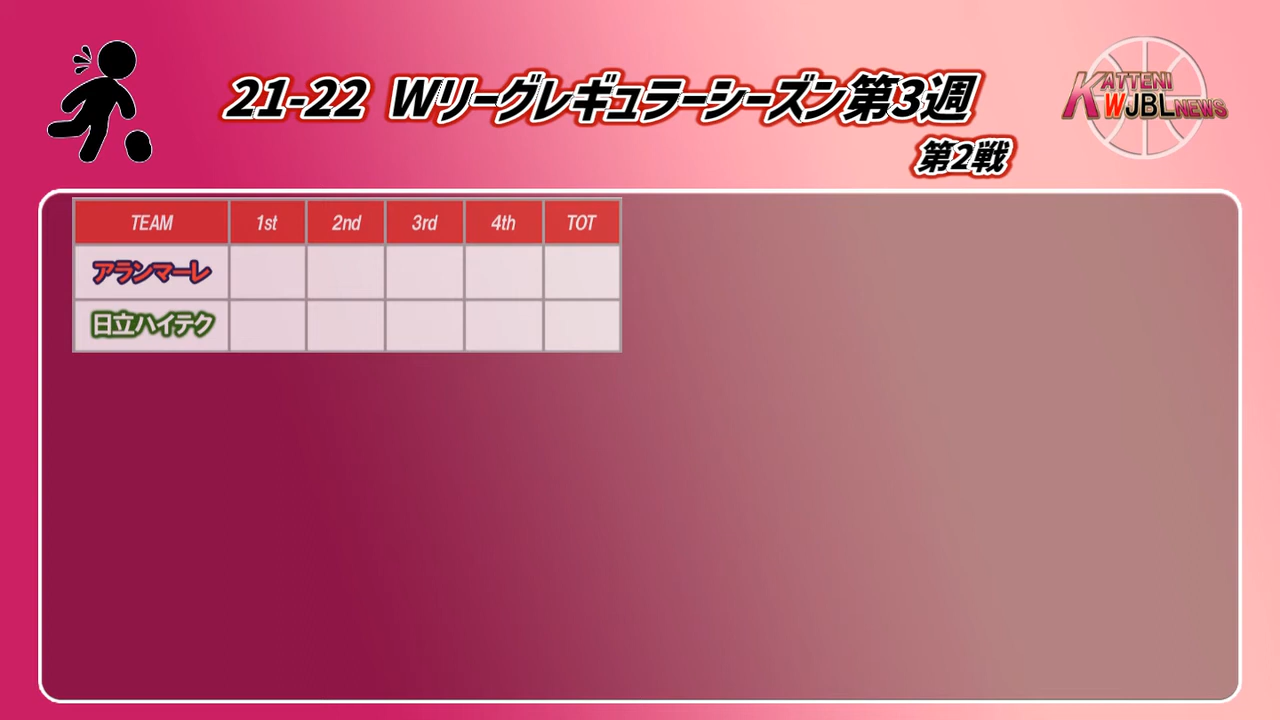 21-22 Wリーグレギュラーシーズン第3週
第2戦
KATTENI
WJBL NEWS
TEAM 1st 2nd 3rd 4th TOT
アランマーレ
日立ハイテク